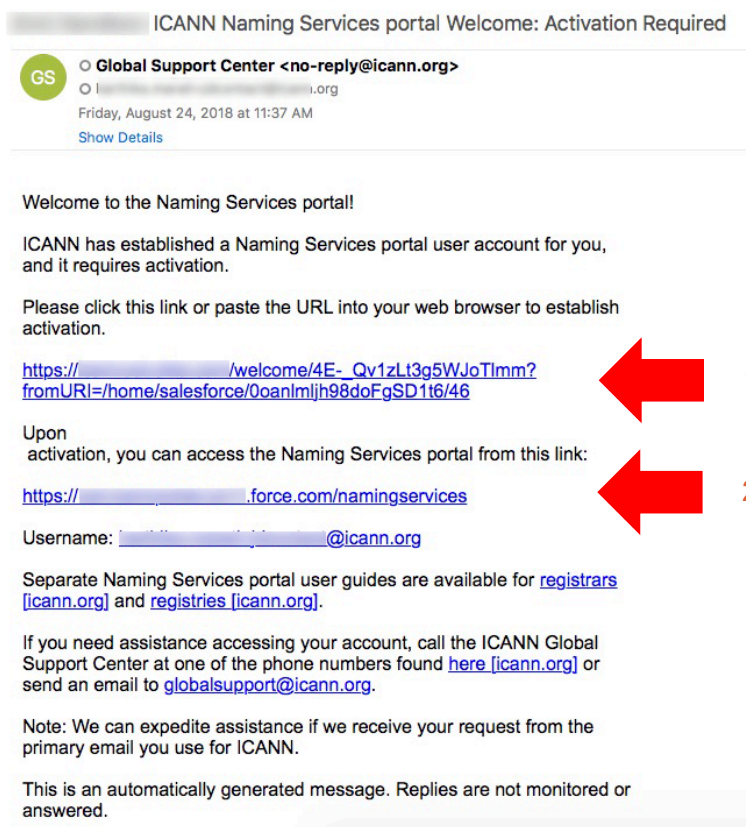 ICANN Naming Services portal Welcome: Activation Required
GS
Global Support Center <no-reply@icann.org>
.org
Friday, August 24, 2018 at 11:37 AM
Show Details
Welcome to the Naming Services portal!
ICANN has established a Naming Services portal user account for you,
and it requires activation.
Please click this link or paste the URL into your web browser to establish
activation.
https:// /welcome/4E-_Qv1zLt3g5WJoTlmm?
fromURI=/home/salesforce/0oanlmljh98doFgSD1t6/46
Upon
activation, you can access the Naming Services portal from this link:
https:// .force.com/namingservices
2
Username: @icann.org
Separate Naming Services portal user guides are available for registrars
[icann.org] and registries [icann.org].
If you need assistance accessing your account, call the ICANN Global
Support Center at one of the phone numbers found here [icann.org] or
send an email to globalsupport@icann.org.
Note: We can expedite assistance if we receive your request from the
primary email you use for ICANN.
This is an automatically generated message. Replies are not monitored or
answered.